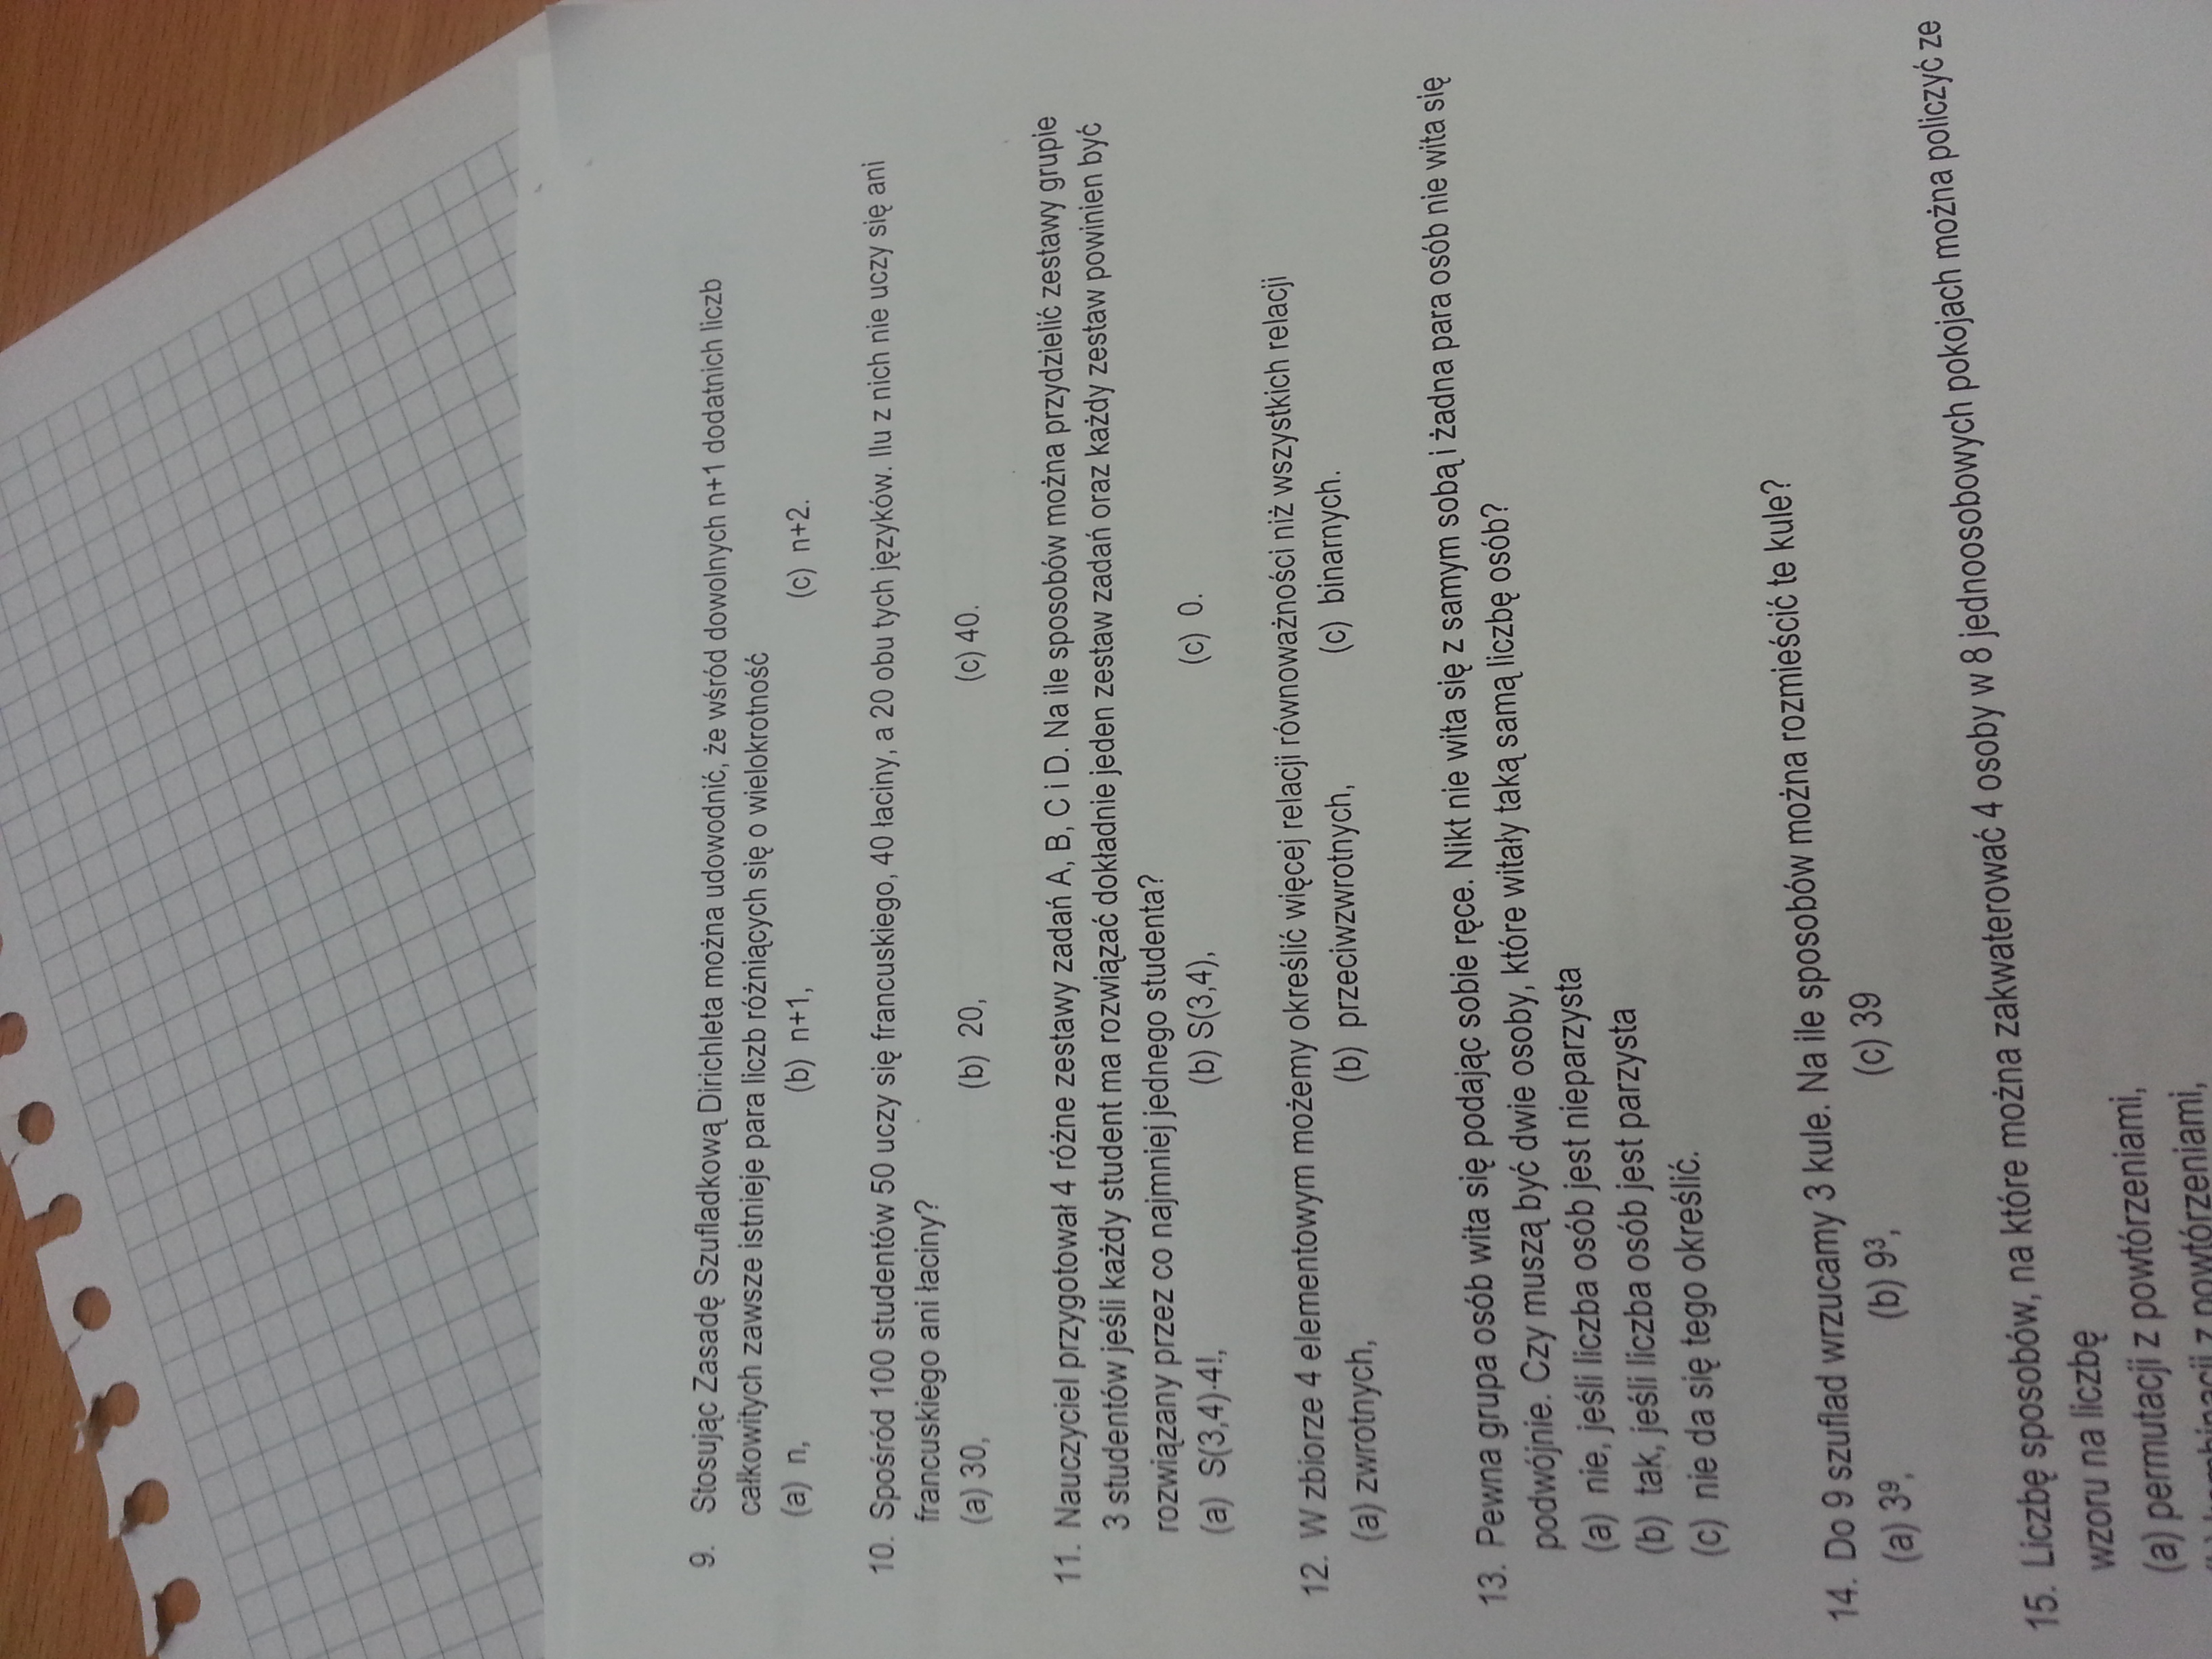 9. Stosując Zasadę Szufladkową Dirichleta można udowodnić, że wśród dowolnych n+1 dodatnich liczb
całkowitych zawsze istnieje para liczb różniących się o wielokrotność
(a) n, (b) n+1, (c) n+2.
10. Spośród 100 studentów 50 uczy się francuskiego, 40 łaciny, a 20 obu tych języków. Ilu z nich nie uczy się ani
francuskiego ani łaciny?
(a) 30, (b) 20, (c) 40.
11. Nauczyciel przygotował 4 różne zestawy zadań A, B, C i D. Na ile sposobów można przydzielić zestawy grupie
3 studentów jeśli każdy student ma rozwiązać dokładnie jeden zestaw zadań oraz każdy zestaw powinien być
rozwiązany przez co najmniej jednego studenta?
(a) S(3,4)·4!, (b) S(3,4), (c) 0.
12. W zbiorze 4 elementowym możemy określić więcej relacji równoważności niż wszystkich relacji
(a) zwrotnych, (b) przeciwzwrotnych, (c) binarnych.
13. Pewna grupa osób wita się podając sobie ręce. Nikt nie wita się z samym sobą i żadna para osób nie wita się
podwójnie. Czy muszą być dwie osoby, które witały taką samą liczbę osób?
(a) nie, jeśli liczba osób jest nieparzysta
(b) tak, jeśli liczba osób jest parzysta
(c) nie da się tego określić.
14. Do 9 szuflad wrzucamy 3 kule. Na ile sposobów można rozmieścić te kule?
(a) 3⁹, (b) 9³, (c) 39
15. Liczbę sposobów, na które można zakwaterować 4 osoby w 8 jednoosobowych pokojach można policzyć ze
wzoru na liczbę
(a) permutacji z powtórzeniami,
kombinacji z powtórzeniami,